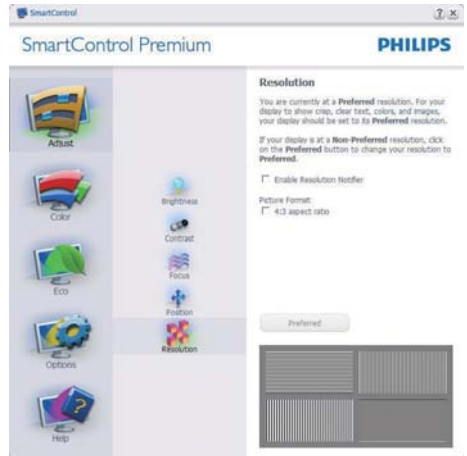 SmartControl
SmartControl Premium
PHILIPS
Adjust
Color
Eco
Options
Help
Brightness
Contrast
Focus
Position
Resolution
Resolution
You are currently at a Preferred resolution. For your
display to show crisp, clear text, colors, and images,
your display should be set to its Preferred resolution.
If your display is at a Non-Preferred resolution, click
on the Preferred button to change your resolution to
Preferred.
Enable Resolution Notifier
Picture Format
4:3 aspect ratio
Preferred